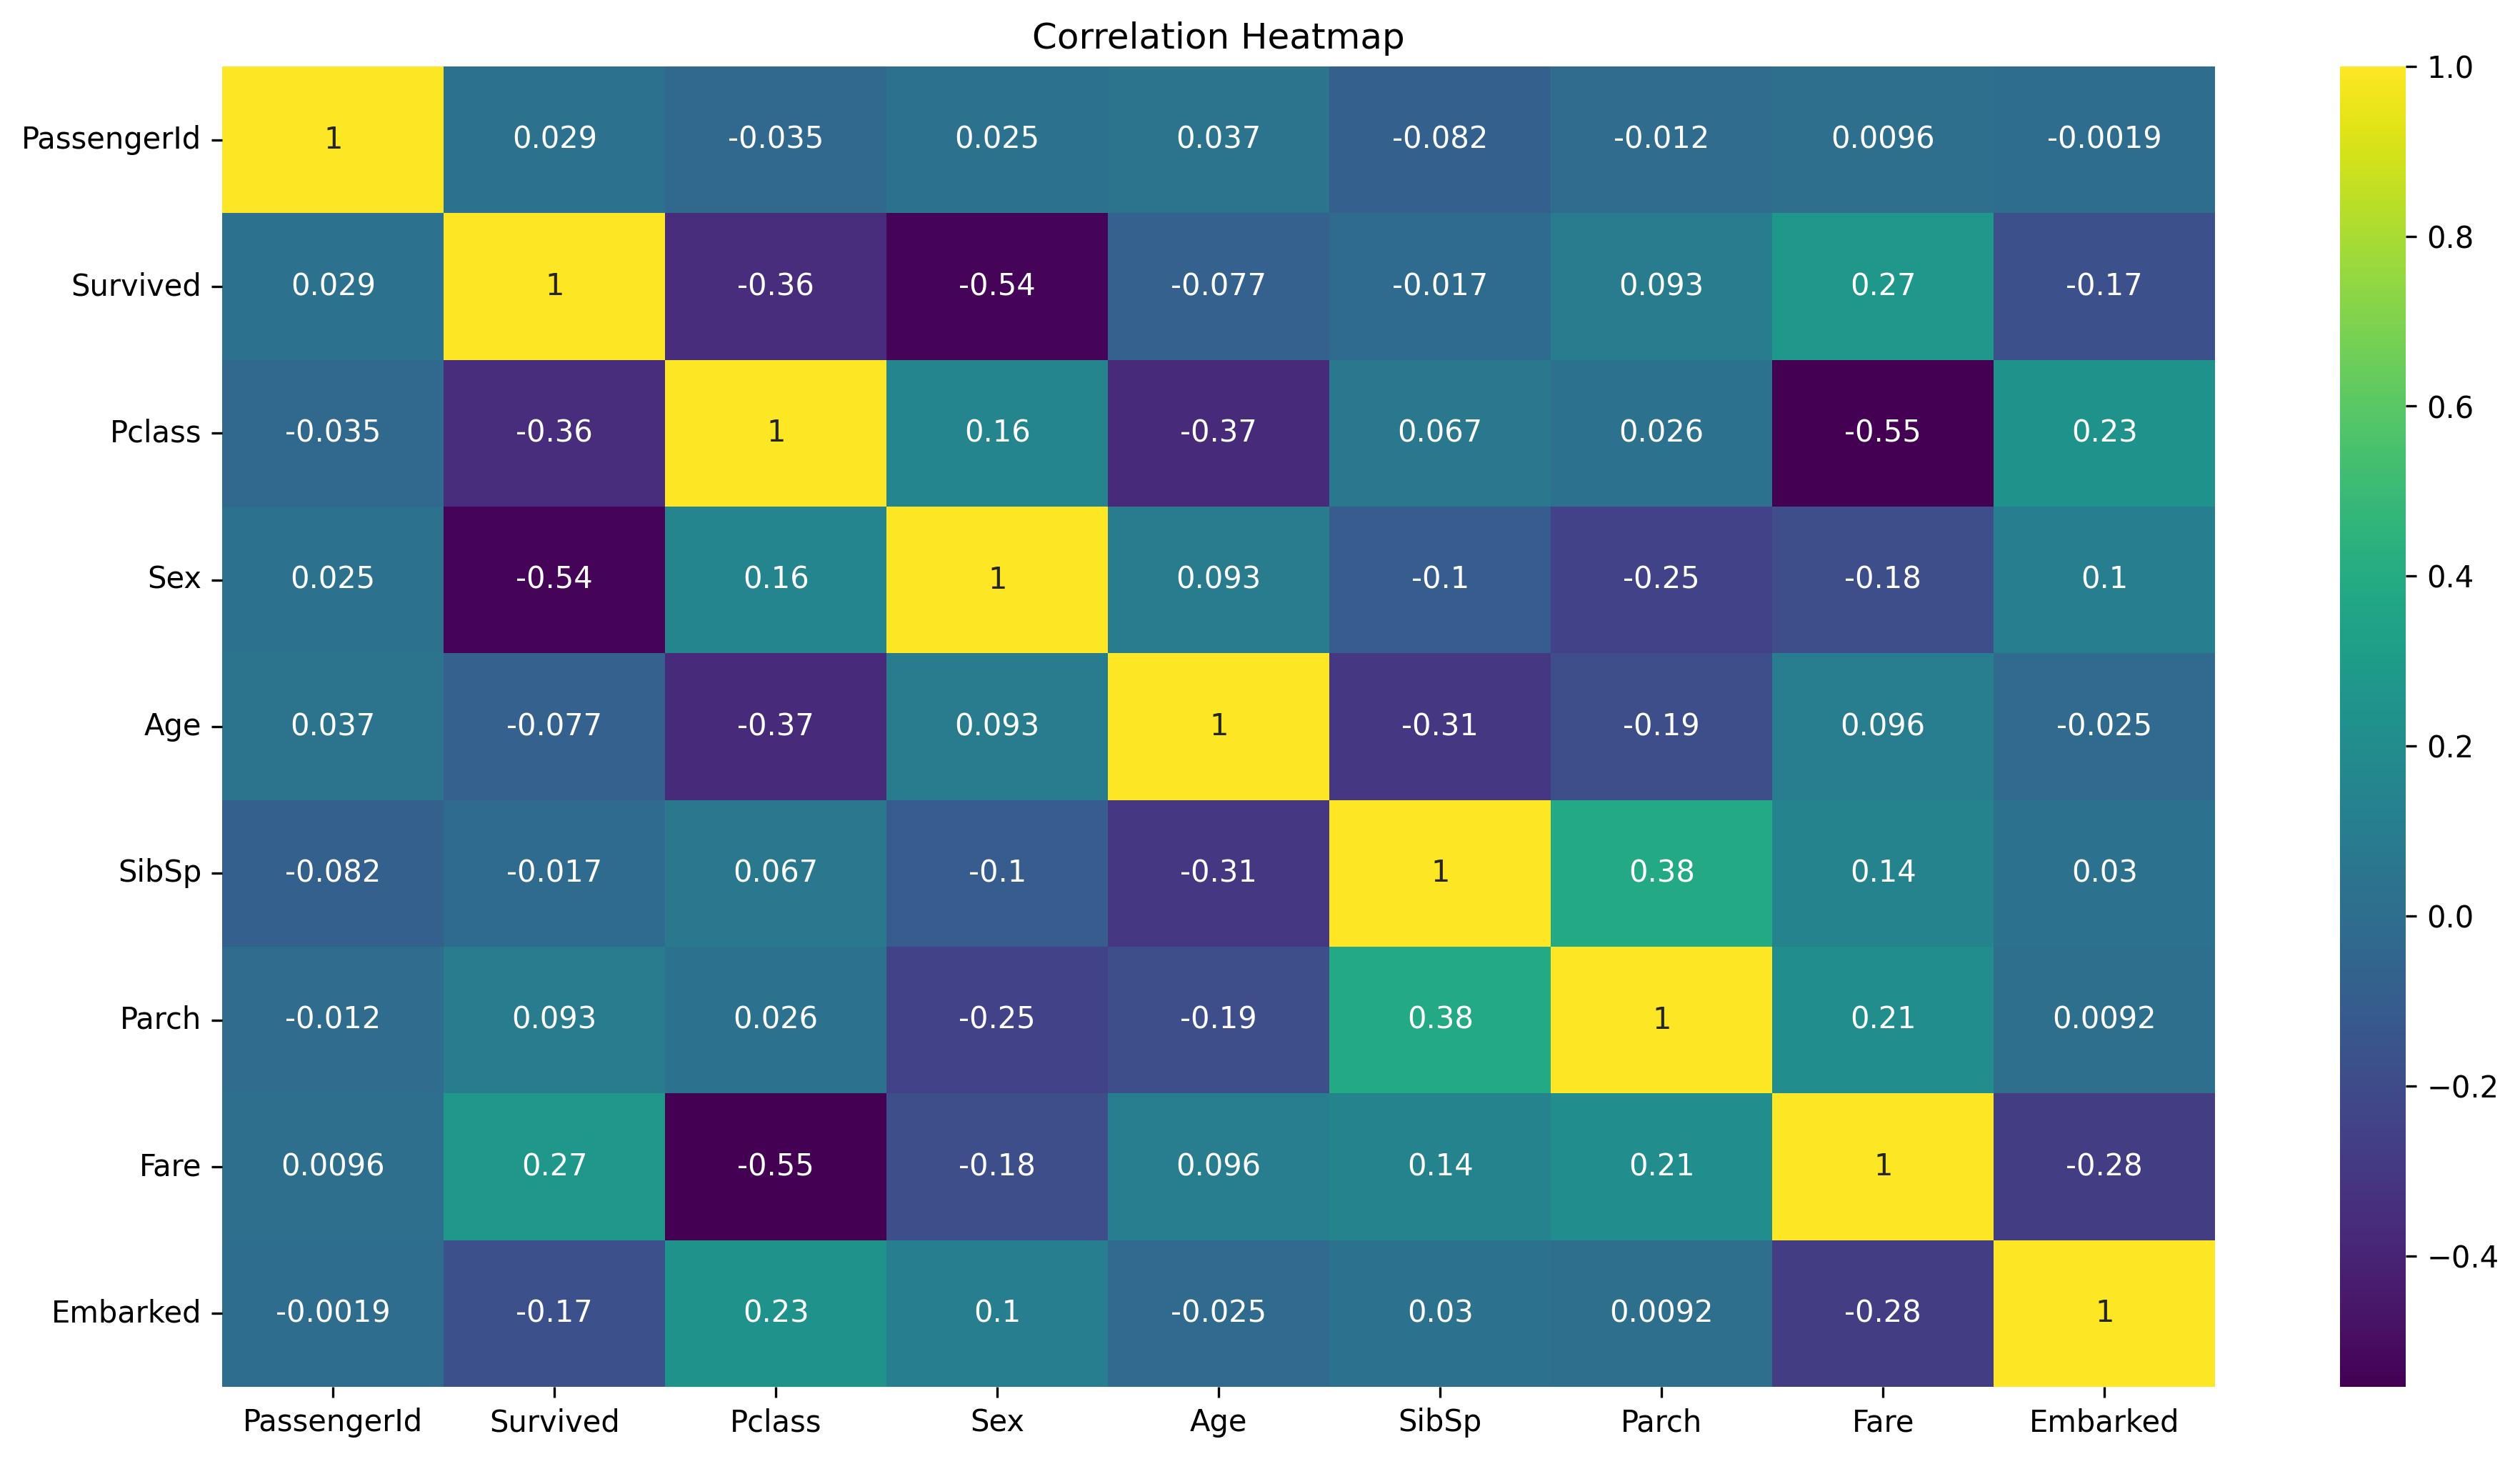 Correlation Heatmap
PassengerId 1 0.029 -0.035 0.025 0.037 -0.082 -0.012 0.0096 -0.0019
Survived 0.029 1 -0.36 -0.54 -0.077 -0.017 0.093 0.27 -0.17
Pclass -0.035 -0.36 1 0.16 -0.37 0.067 0.026 -0.55 0.23
Sex 0.025 -0.54 0.16 1 0.093 -0.1 -0.25 -0.18 0.1
Age 0.037 -0.077 -0.37 0.093 1 -0.31 -0.19 0.096 -0.025
SibSp -0.082 -0.017 0.067 -0.1 -0.31 1 0.38 0.14 0.03
Parch -0.012 0.093 0.026 -0.25 -0.19 0.38 1 0.21 0.0092
Fare 0.0096 0.27 -0.55 -0.18 0.096 0.14 0.21 1 -0.28
Embarked -0.0019 -0.17 0.23 0.1 -0.025 0.03 0.0092 -0.28 1
PassengerId Survived Pclass Sex Age SibSp Parch Fare Embarked
1.0
0.8
0.6
0.4
0.2
0.0
−0.2
−0.4